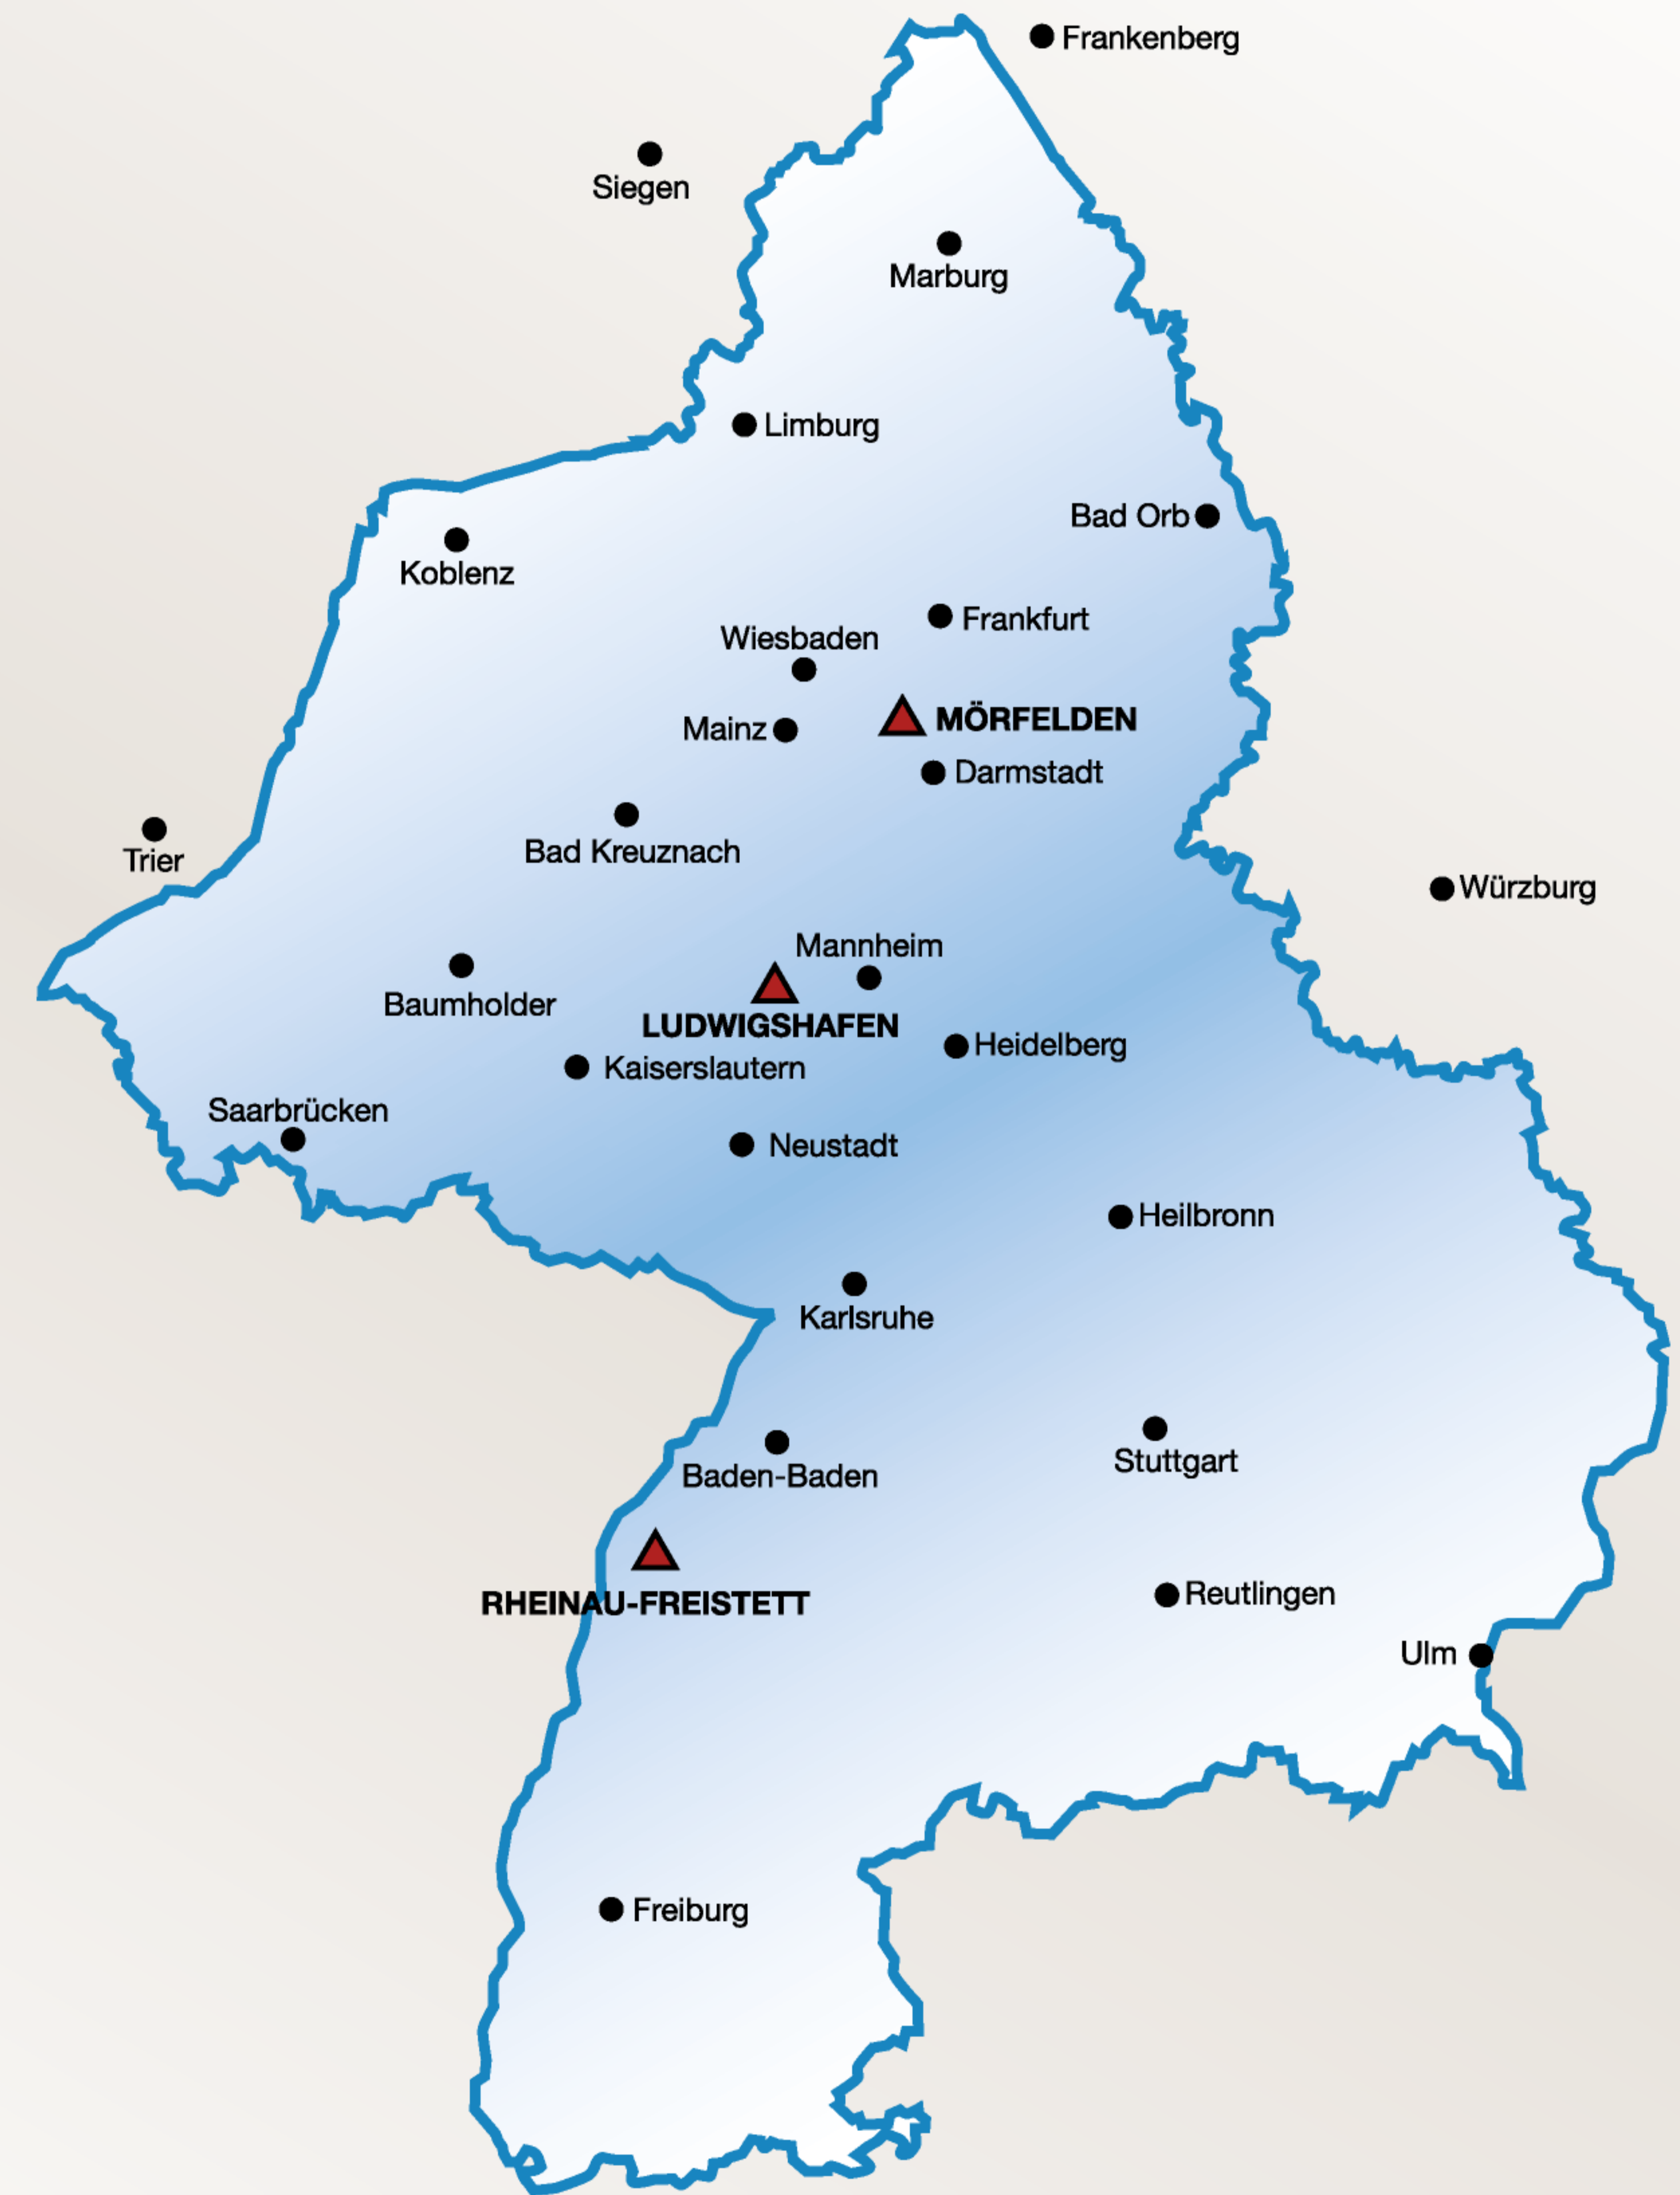 Frankenberg
Siegen
Marburg
Limburg
Bad Orb
Koblenz
Frankfurt
Wiesbaden
MÖRFELDEN
Mainz
Darmstadt
Bad Kreuznach
Trier
Würzburg
Mannheim
Baumholder
LUDWIGSHAFEN
Heidelberg
Kaiserslautern
Saarbrücken
Neustadt
Heilbronn
Karlsruhe
Stuttgart
Baden-Baden
RHEINAU-FREISTETT
Reutlingen
Ulm
Freiburg